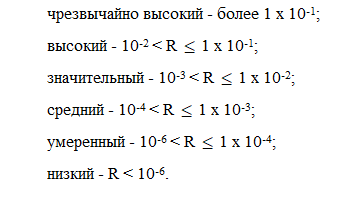 чрезвычайно высокий - более 1 х 10⁻¹;
высокий - 10⁻² < R ≤ 1 х 10⁻¹;
значительный - 10⁻³ < R ≤ 1 х 10⁻²;
средний - 10⁻⁴ < R ≤ 1 х 10⁻³;
умеренный - 10⁻⁶ < R ≤ 1 х 10⁻⁴;
низкий - R < 10⁻⁶.